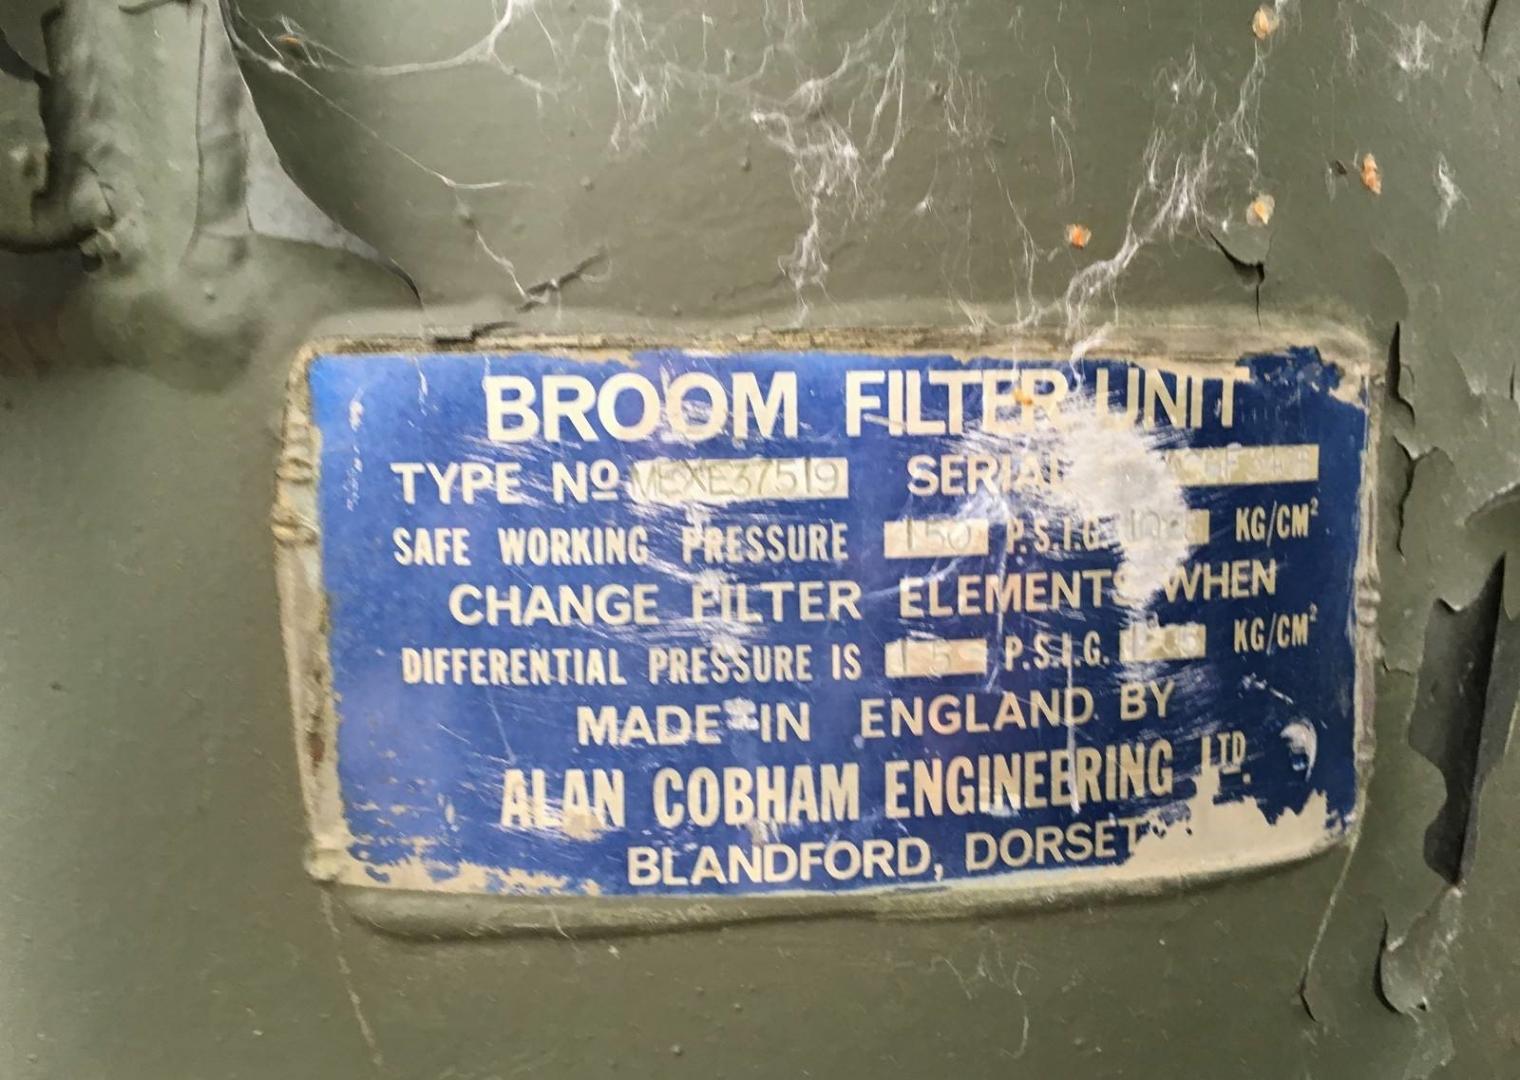 BROOM FILTER UNIT
TYPE Nº MEXE37519 SERIAL
SAFE WORKING PRESSURE 150 P.S.I.G. KG/CM²
CHANGE FILTER ELEMENTS WHEN
DIFFERENTIAL PRESSURE IS 15 P.S.I.G. KG/CM²
MADE IN ENGLAND BY
ALAN COBHAM ENGINEERING LTD.
BLANDFORD, DORSET